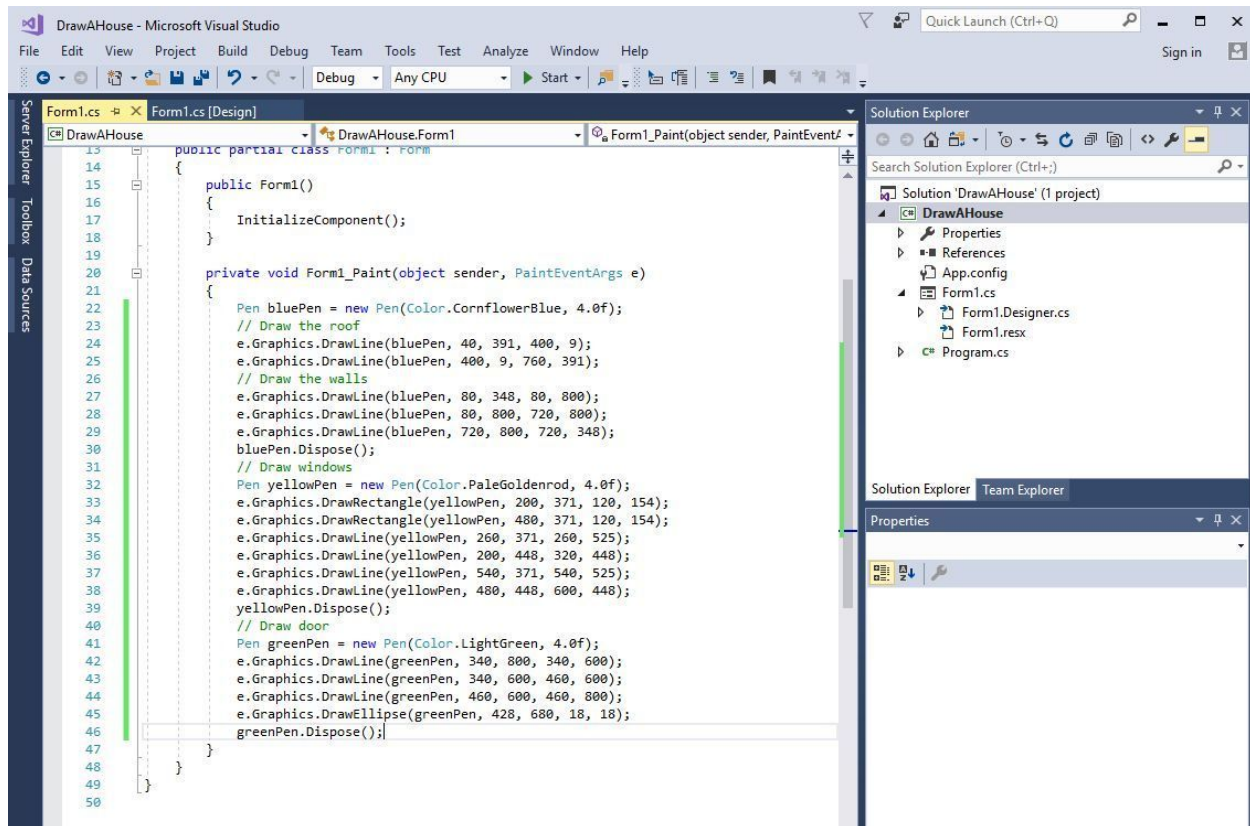 DrawAHouse - Microsoft Visual Studio
Quick Launch (Ctrl+Q)
File Edit View Project Build Debug Team Tools Test Analyze Window Help
Sign in
Debug Any CPU Start
Server Explorer
Toolbox
Data Sources
Form1.cs Form1.cs [Design]
C# DrawAHouse DrawAHouse.Form1 Form1_Paint(object sender, PaintEventA
13 public partial class Form1 : Form
14 {
15 public Form1()
16 {
17 InitializeComponent();
18 }
19
20 private void Form1_Paint(object sender, PaintEventArgs e)
21 {
22 Pen bluePen = new Pen(Color.CornflowerBlue, 4.0f);
23 // Draw the roof
24 e.Graphics.DrawLine(bluePen, 40, 391, 400, 9);
25 e.Graphics.DrawLine(bluePen, 400, 9, 760, 391);
26 // Draw the walls
27 e.Graphics.DrawLine(bluePen, 80, 348, 80, 800);
28 e.Graphics.DrawLine(bluePen, 80, 800, 720, 800);
29 e.Graphics.DrawLine(bluePen, 720, 800, 720, 348);
30 bluePen.Dispose();
31 // Draw windows
32 Pen yellowPen = new Pen(Color.PaleGoldenrod, 4.0f);
33 e.Graphics.DrawRectangle(yellowPen, 200, 371, 120, 154);
34 e.Graphics.DrawRectangle(yellowPen, 480, 371, 120, 154);
35 e.Graphics.DrawLine(yellowPen, 260, 371, 260, 525);
36 e.Graphics.DrawLine(yellowPen, 200, 448, 320, 448);
37 e.Graphics.DrawLine(yellowPen, 540, 371, 540, 525);
38 e.Graphics.DrawLine(yellowPen, 480, 448, 600, 448);
39 yellowPen.Dispose();
40 // Draw door
41 Pen greenPen = new Pen(Color.LightGreen, 4.0f);
42 e.Graphics.DrawLine(greenPen, 340, 800, 340, 600);
43 e.Graphics.DrawLine(greenPen, 340, 600, 460, 600);
44 e.Graphics.DrawLine(greenPen, 460, 600, 460, 800);
45 e.Graphics.DrawEllipse(greenPen, 428, 680, 18, 18);
46 greenPen.Dispose();
47 }
48 }
49 }
50
Solution Explorer
Search Solution Explorer (Ctrl+;)
Solution 'DrawAHouse' (1 project)
C# DrawAHouse
Properties
References
App.config
Form1.cs
Form1.Designer.cs
Form1.resx
C# Program.cs
Solution Explorer Team Explorer
Properties